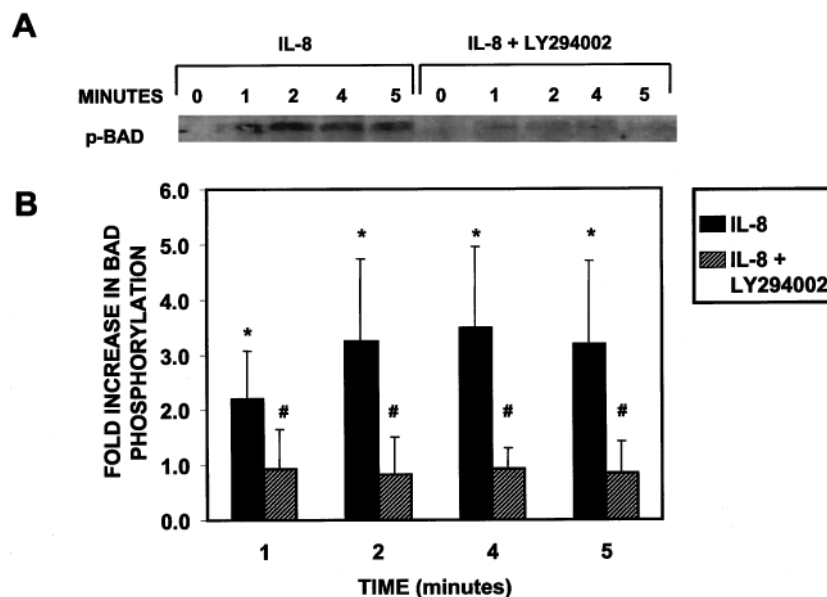 A
IL-8 IL-8 + LY294002
MINUTES 0 1 2 4 5 0 1 2 4 5
p-BAD
B
FOLD INCREASE IN BAD
PHOSPHORYLATION
6.0
5.0
4.0
3.0
2.0
1.0
0.0
* * * *
# # # #
1 2 4 5
TIME (minutes)
IL-8
IL-8 +
LY294002